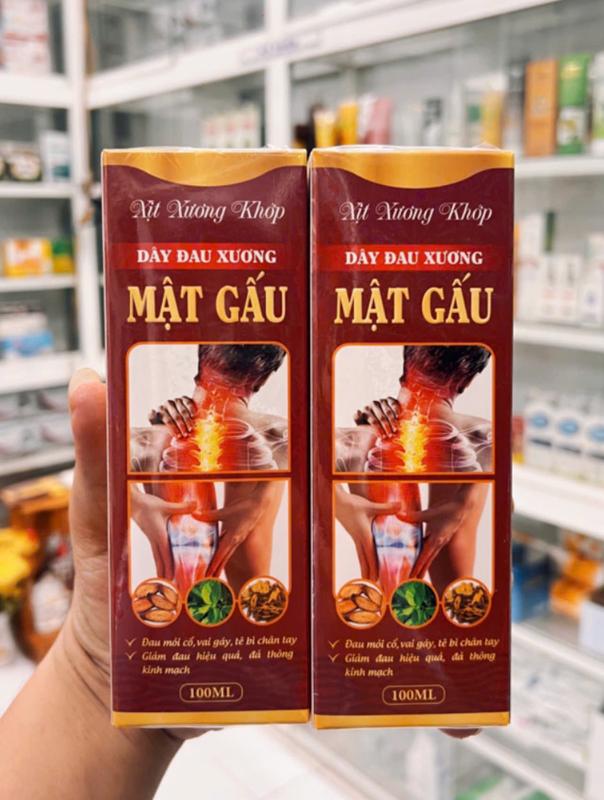 Xịt Xương Khớp
DÂY ĐAU XƯƠNG
MẬT GẤU
Đau mỏi cổ, vai gáy, tê bì chân tay
Giảm đau hiệu quả, đả thông
kinh mạch
100ML
Xịt Xương Khớp
DÂY ĐAU XƯƠNG
MẬT GẤU
Đau mỏi cổ, vai gáy, tê bì chân tay
Giảm đau hiệu quả, đả thông
kinh mạch
100ML